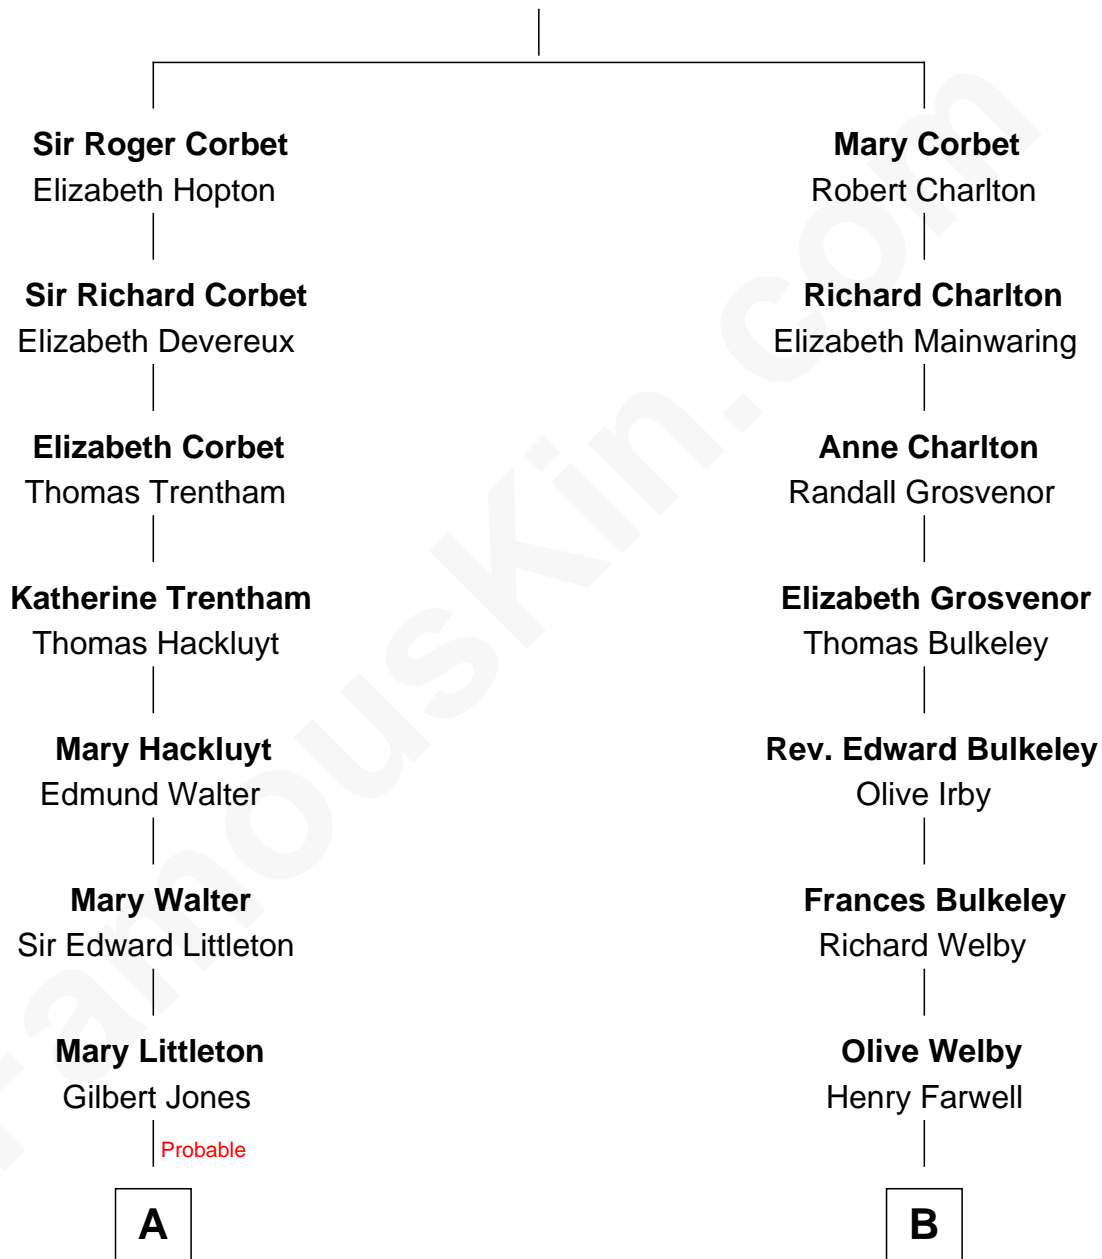 Sir Roger Corbet
Elizabeth Hopton
Sir Richard Corbet
Elizabeth Devereux
Elizabeth Corbet
Thomas Trentham
Katherine Trentham
Thomas Hackluyt
Mary Hackluyt
Edmund Walter
Mary Walter
Sir Edward Littleton
Mary Littleton
Gilbert Jones
Probable
A
Mary Corbet
Robert Charlton
Richard Charlton
Elizabeth Mainwaring
Anne Charlton
Randall Grosvenor
Elizabeth Grosvenor
Thomas Bulkeley
Rev. Edward Bulkeley
Olive Irby
Frances Bulkeley
Richard Welby
Olive Welby
Henry Farwell
B
FamousKin.com